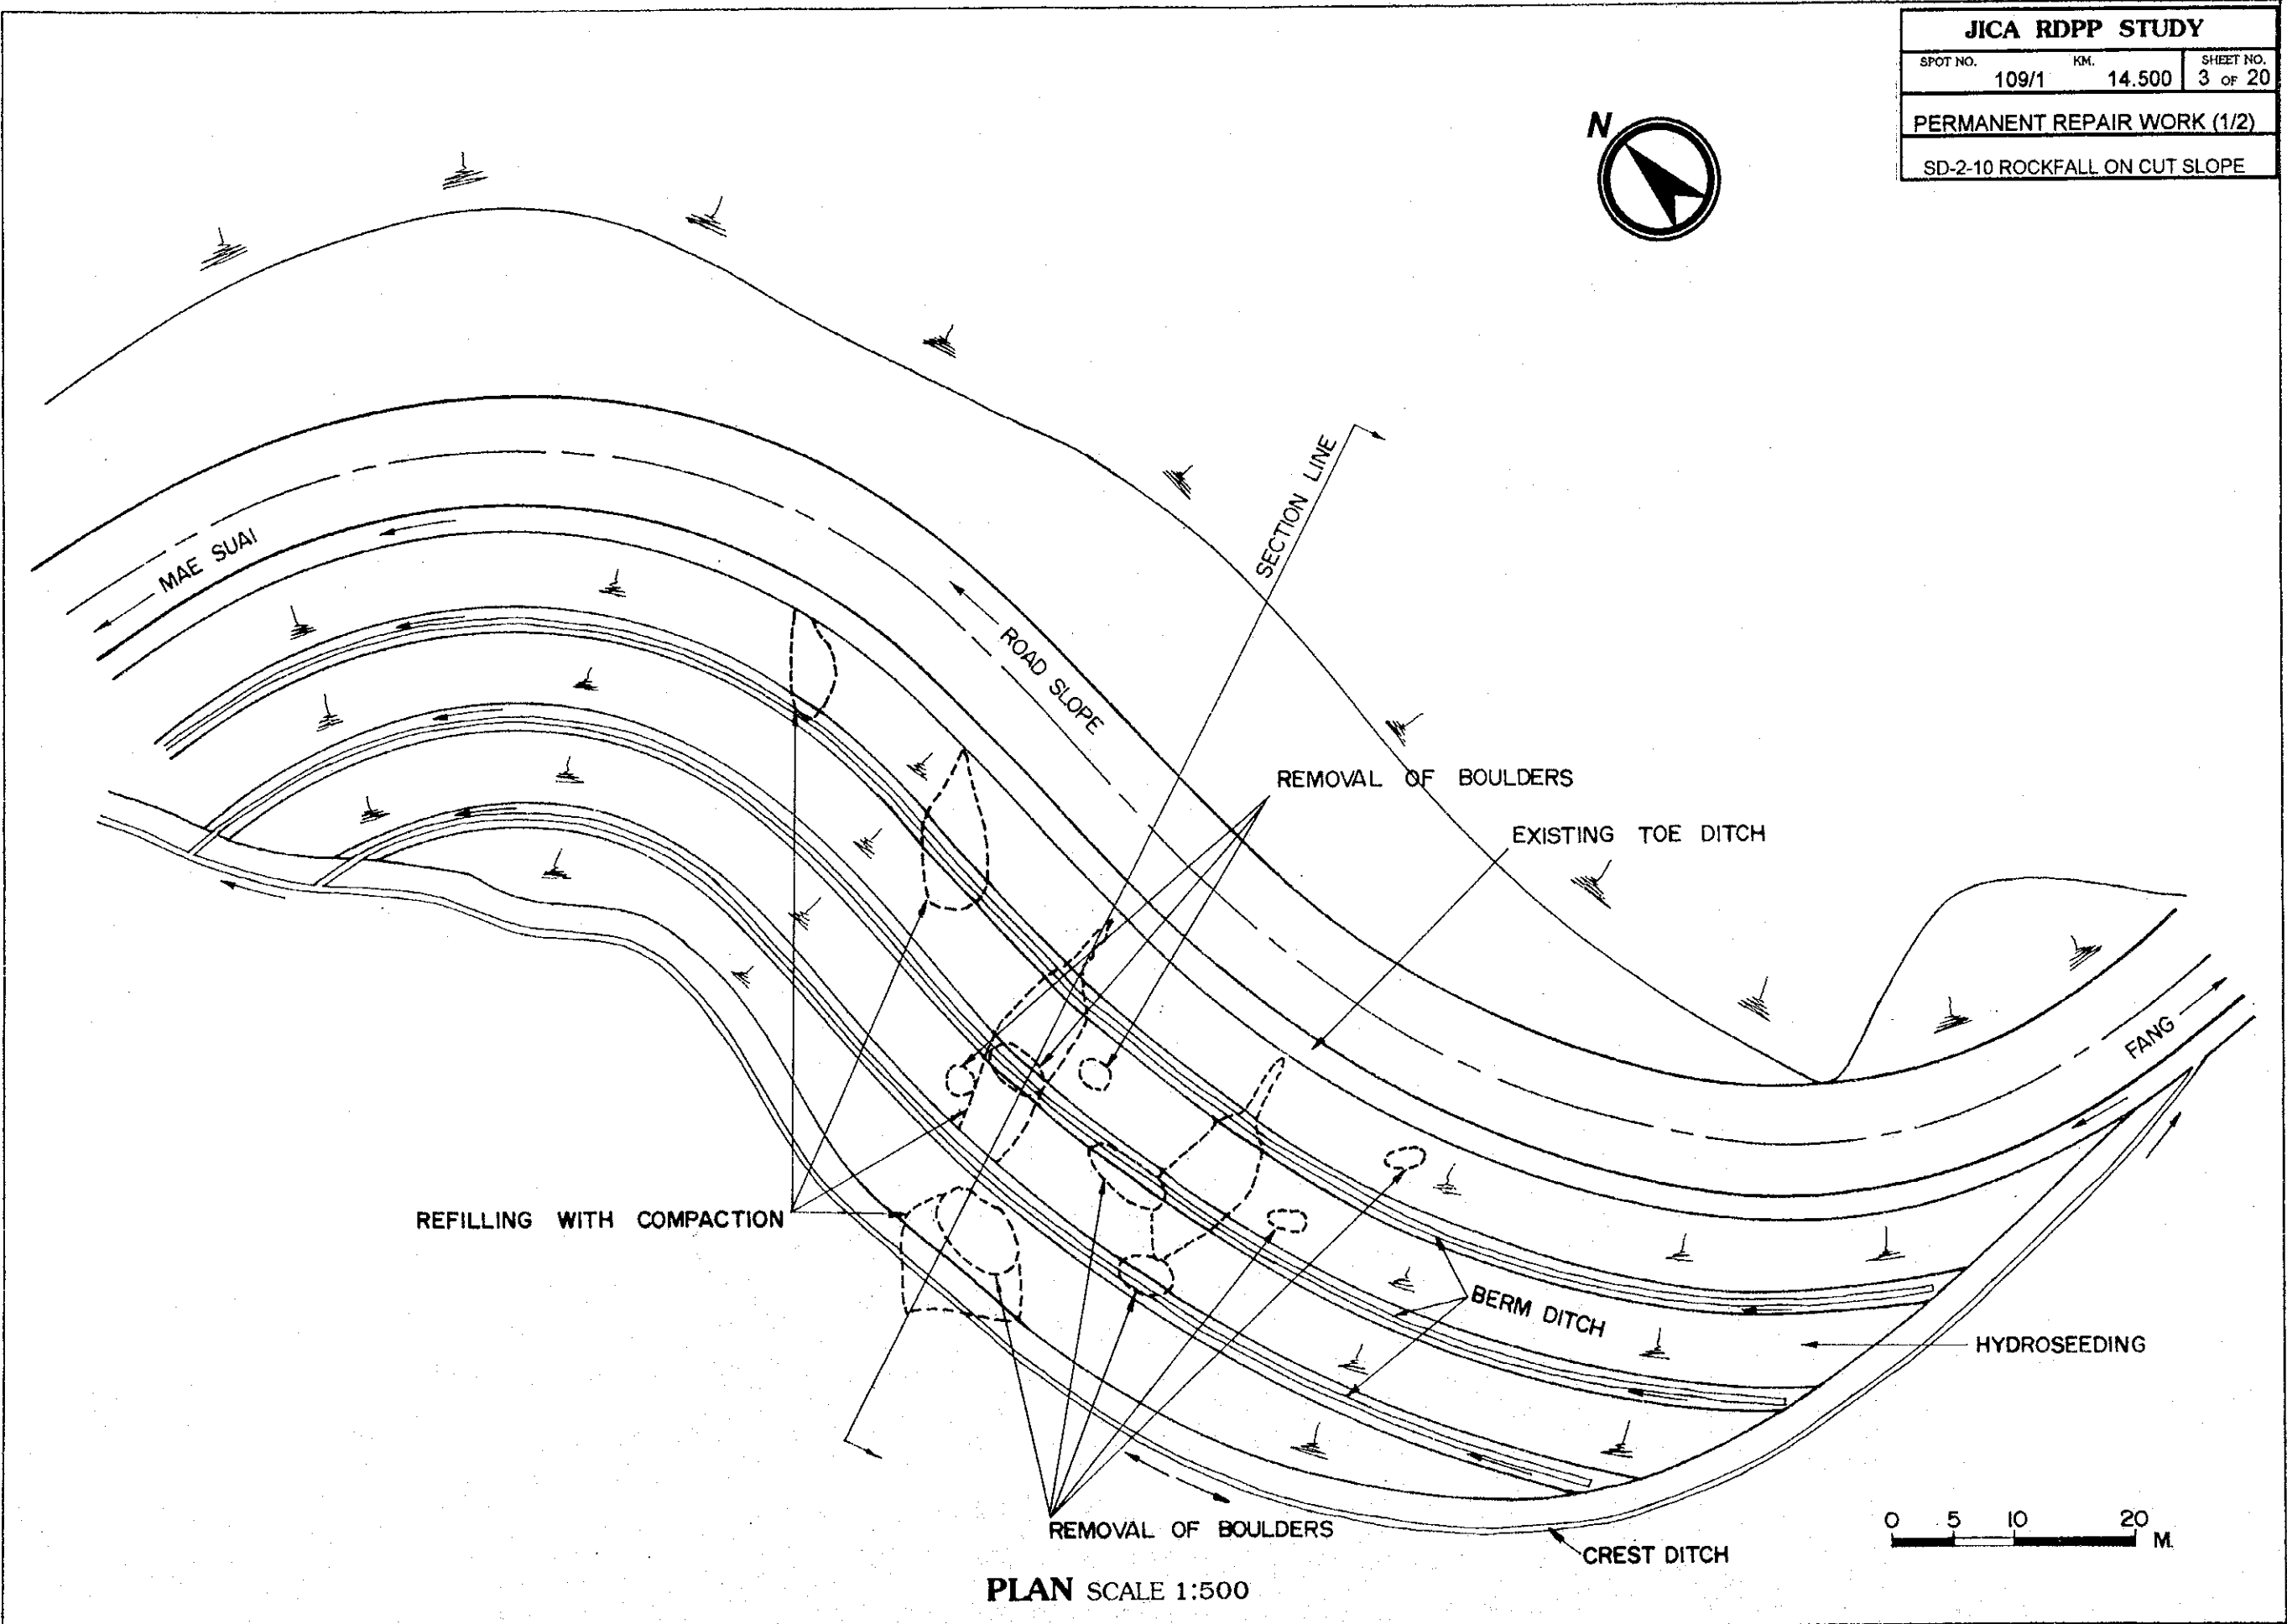 JICA RDPP STUDY
SPOT NO. 109/1 KM. 14.500 SHEET NO. 3 OF 20
PERMANENT REPAIR WORK (1/2)
SD-2-10 ROCKFALL ON CUT SLOPE
N
SECTION LINE
MAE SUAI
ROAD SLOPE
REMOVAL OF BOULDERS
EXISTING TOE DITCH
FANG
REFILLING WITH COMPACTION
BERM DITCH
HYDROSEEDING
REMOVAL OF BOULDERS
CREST DITCH
0 5 10 20 M.
PLAN SCALE 1:500